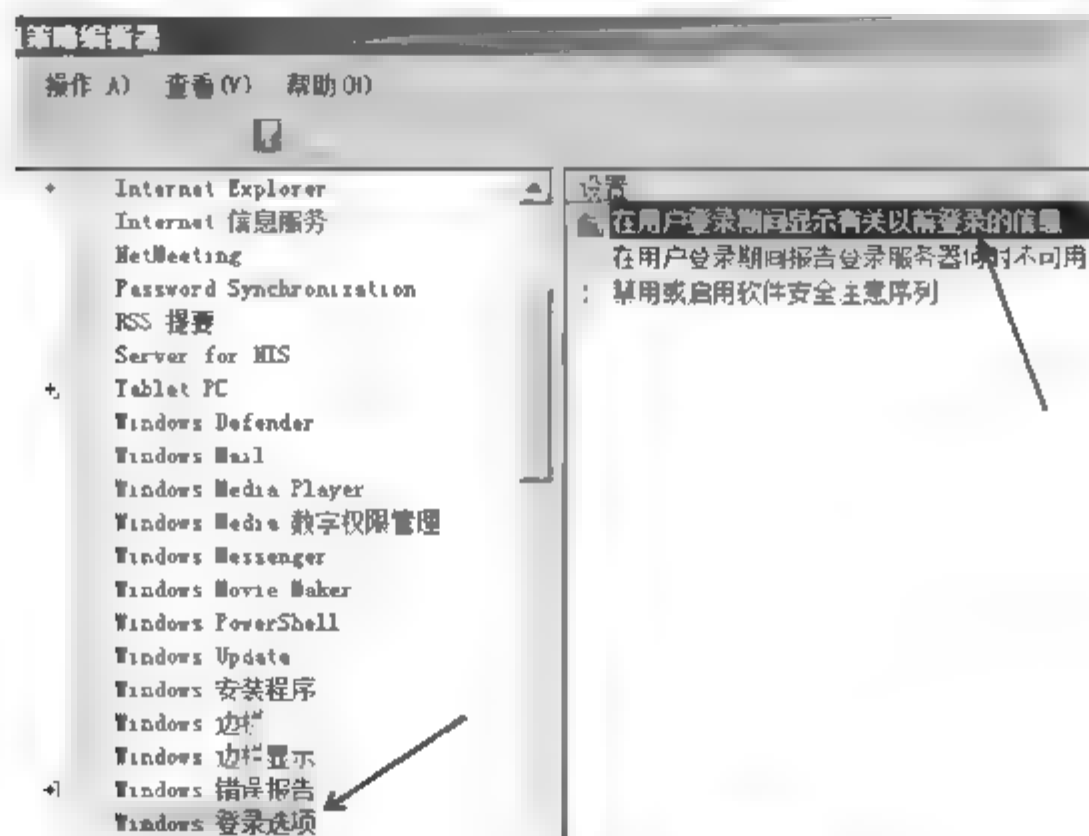 策略编辑器
操作 A) 查看(V) 帮助(H)
Internet Explorer
Internet 信息服务
NetMeeting
Password Synchronization
RSS 提要
Server for NIS
Tablet PC
Windows Defender
Windows Mail
Windows Media Player
Windows Media 数字权限管理
Windows Messenger
Windows Movie Maker
Windows PowerShell
Windows Update
Windows 安装程序
Windows 边栏
Windows 边栏显示
Windows 错误报告
Windows 登录选项
设置
在用户登录期间显示有关以前登录的信息
在用户登录期间报告登录服务器何时不可用
禁用或启用软件安全注意序列